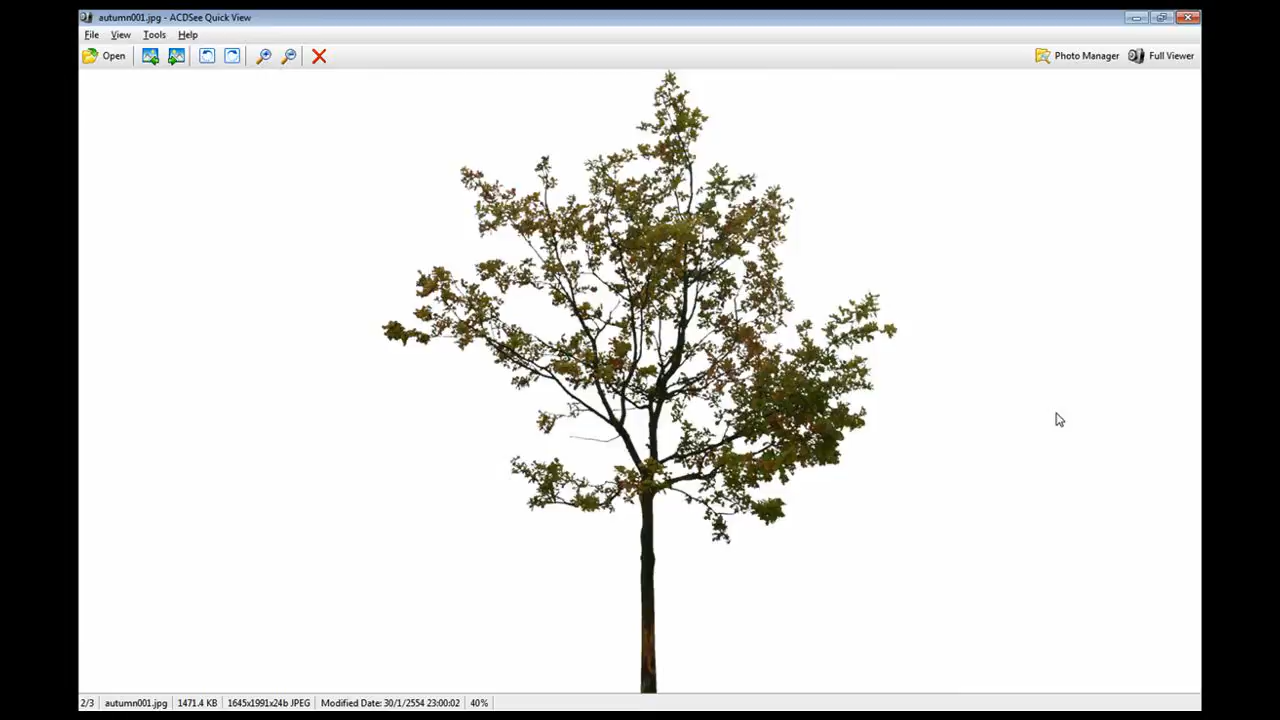 autumn001.jpg - ACDSee Quick View
File View Tools Help
Open Photo Manager Full Viewer
2/3 autumn001.jpg 1471.4 KB 1645x1991x24b JPEG Modified Date: 30/1/2554 23:00:02 40%